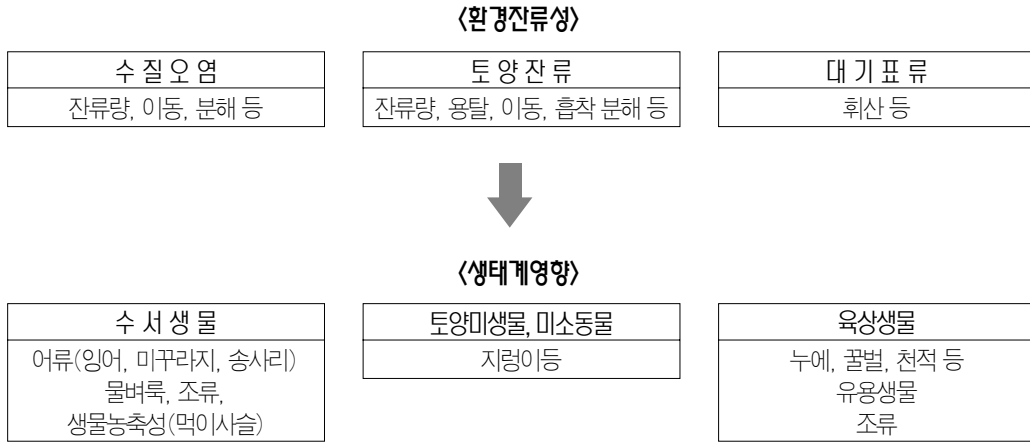 〈환경잔류성〉
수 질 오 염
잔류량, 이동, 분해 등
토 양 잔 류
잔류량, 용탈, 이동, 흡착 분해 등
대 기 표 류
휘산 등
〈생태계영향〉
수 서 생 물
어류(잉어, 미꾸라지, 송사리)
물벼룩, 조류,
생물농축성(먹이사슬)
토양미생물, 미소동물
지렁이등
육상생물
누에, 꿀벌, 천적 등
유용생물
조류